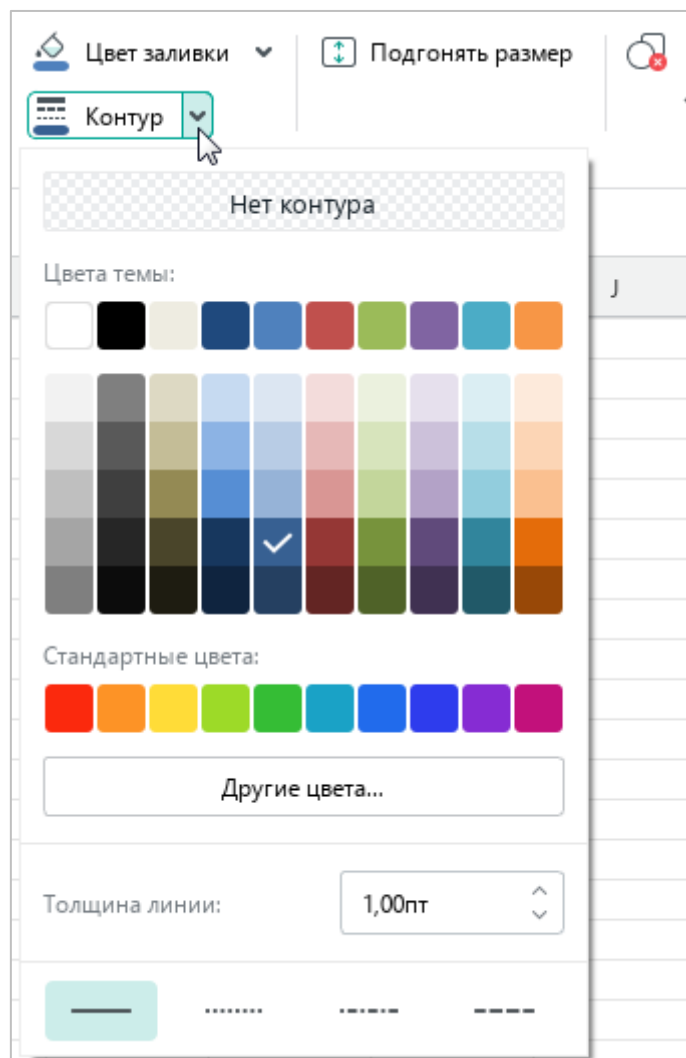 Цвет заливки
Подгонять размер
Контур
Нет контура
Цвета темы:
J
Стандартные цвета:
Другие цвета...
Толщина линии:
1,00пт